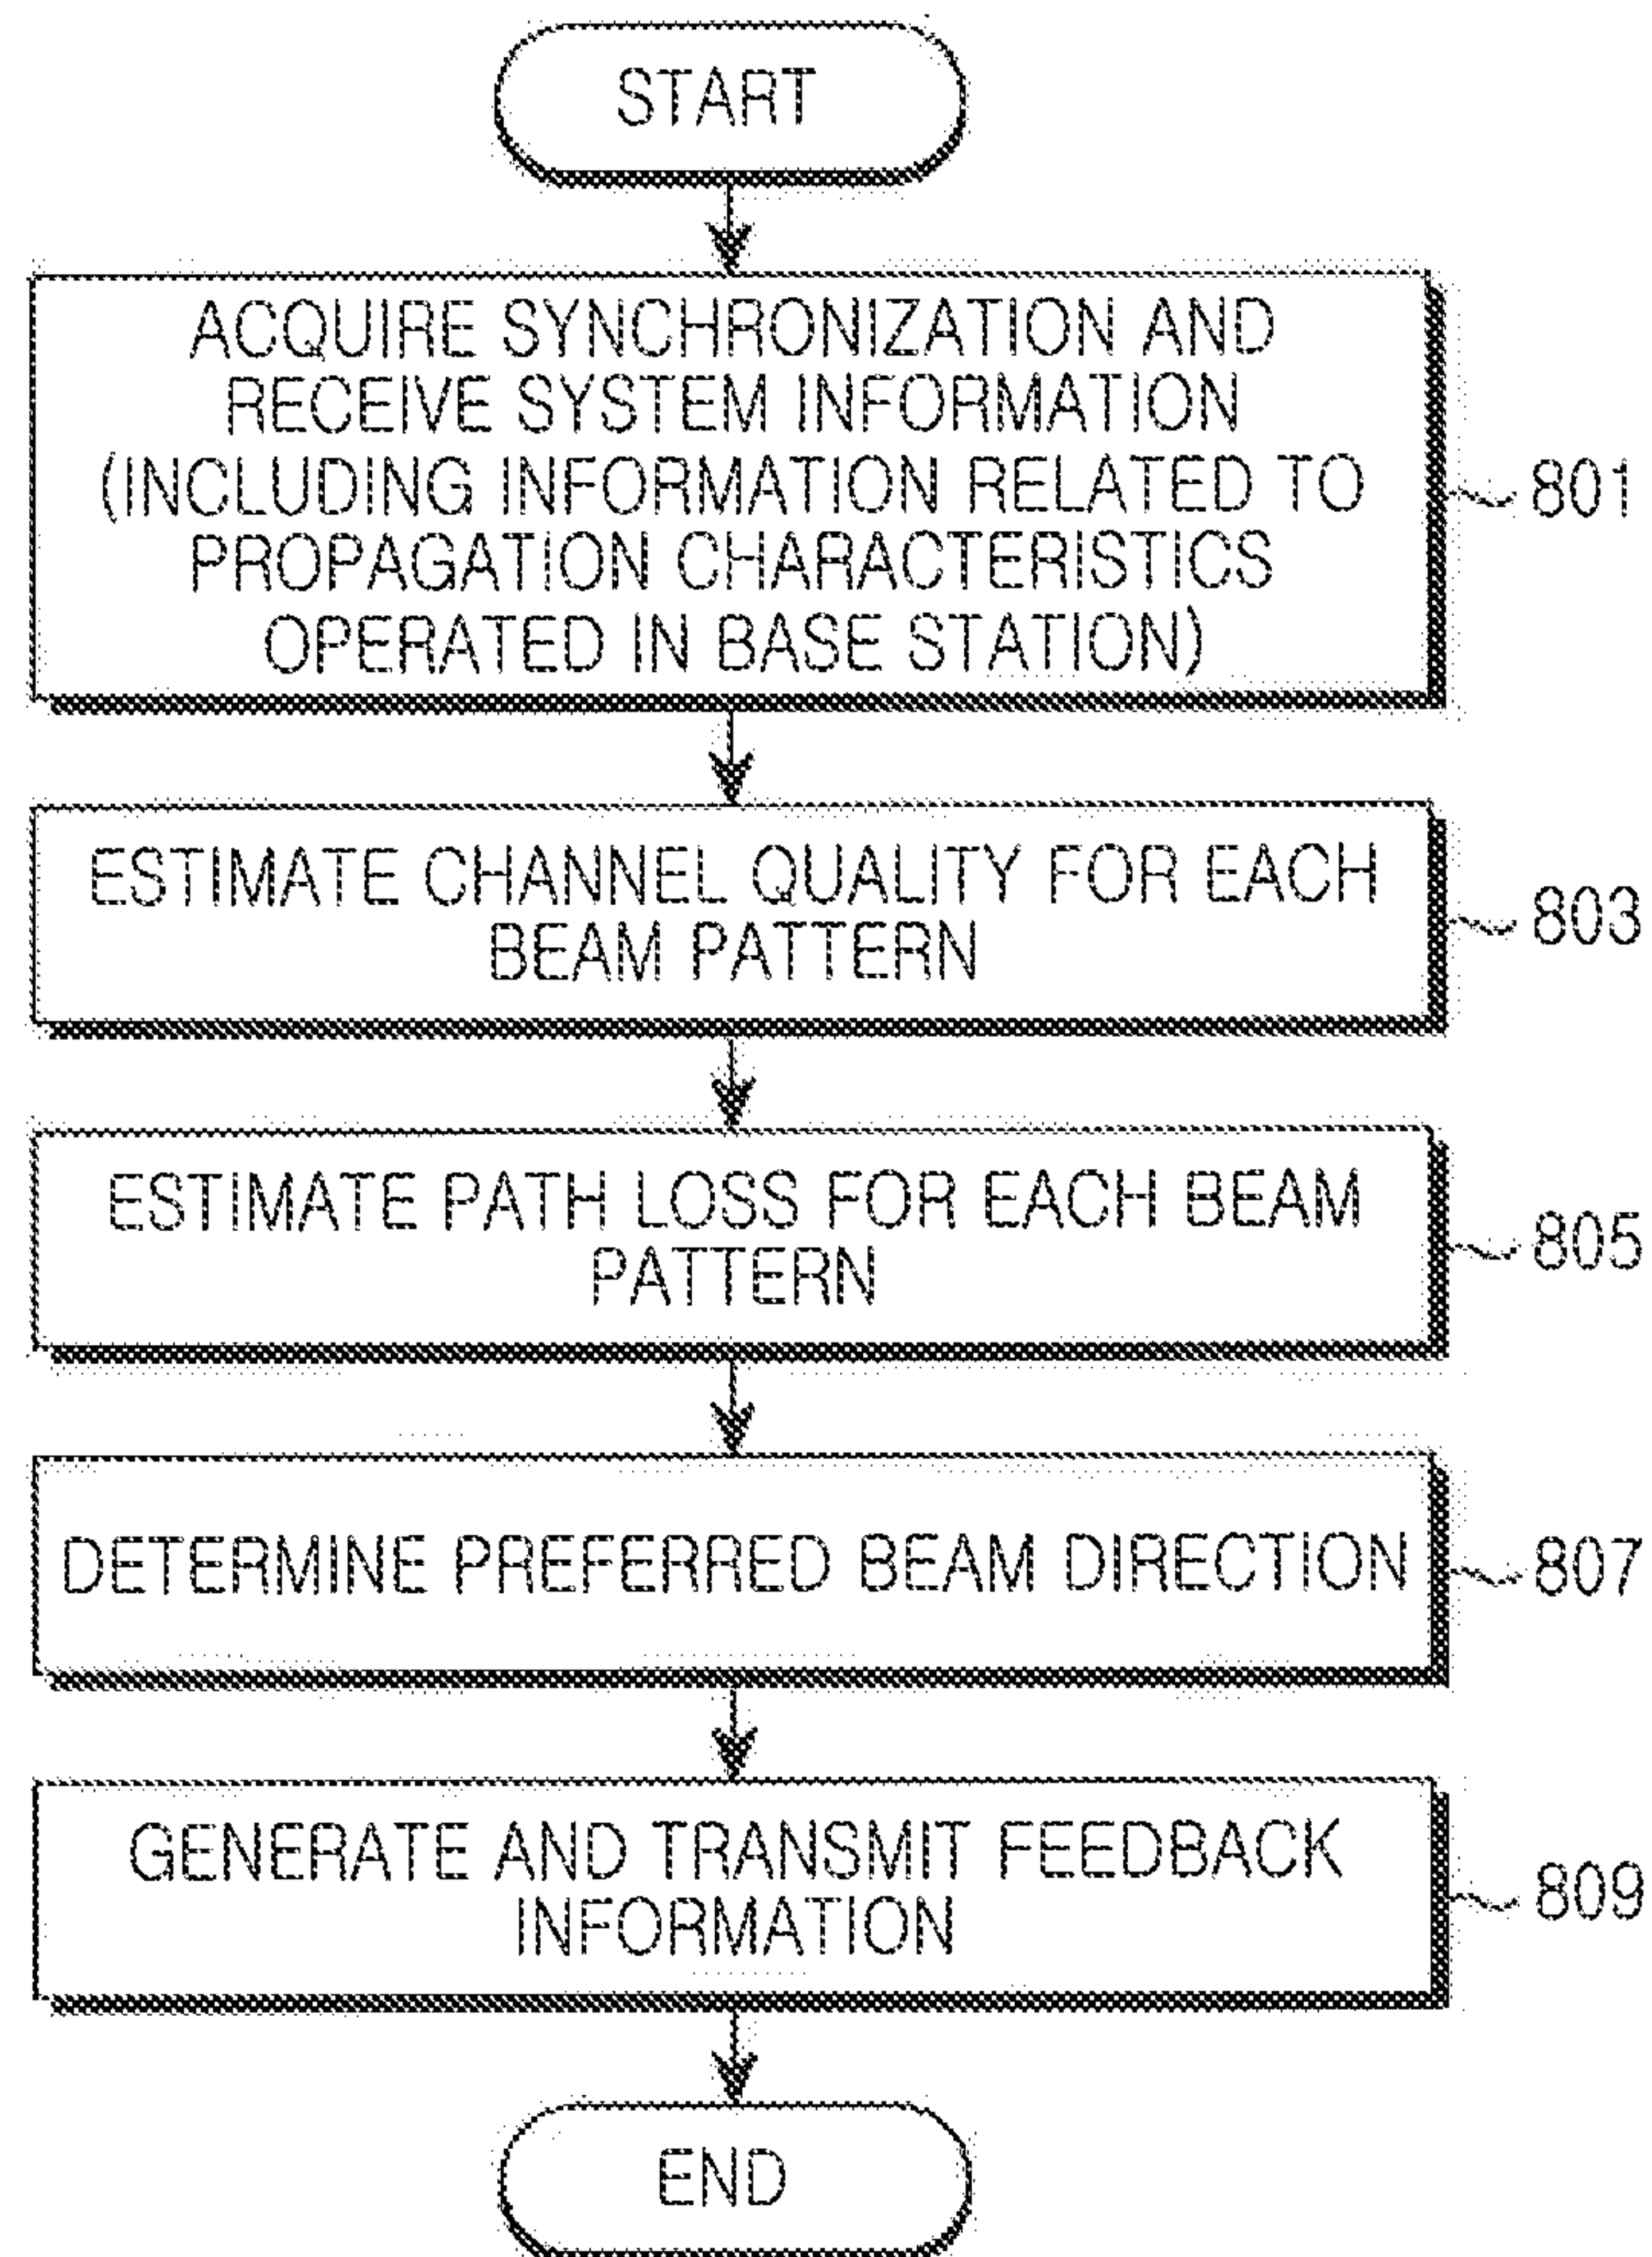 START
ACQUIRE SYNCHRONIZATION AND
RECEIVE SYSTEM INFORMATION
(INCLUDING INFORMATION RELATED TO
PROPAGATION CHARACTERISTICS
OPERATED IN BASE STATION)
801
ESTIMATE CHANNEL QUALITY FOR EACH
BEAM PATTERN
803
ESTIMATE PATH LOSS FOR EACH BEAM
PATTERN
805
DETERMINE PREFERRED BEAM DIRECTION
807
GENERATE AND TRANSMIT FEEDBACK
INFORMATION
809
END